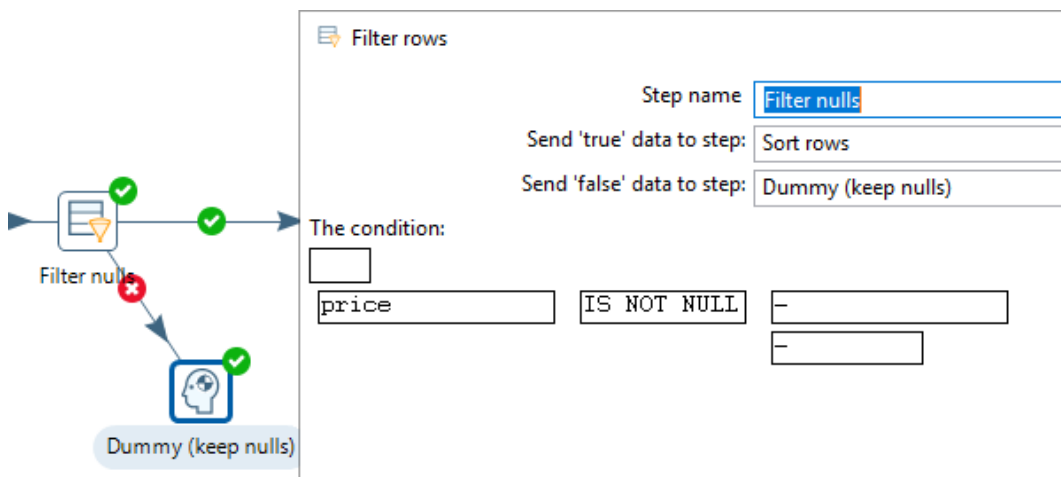 Filter rows
Step name Filter nulls
Send 'true' data to step: Sort rows
Send 'false' data to step: Dummy (keep nulls)
The condition:
price IS NOT NULL -
-
Filter nulls
Dummy (keep nulls)